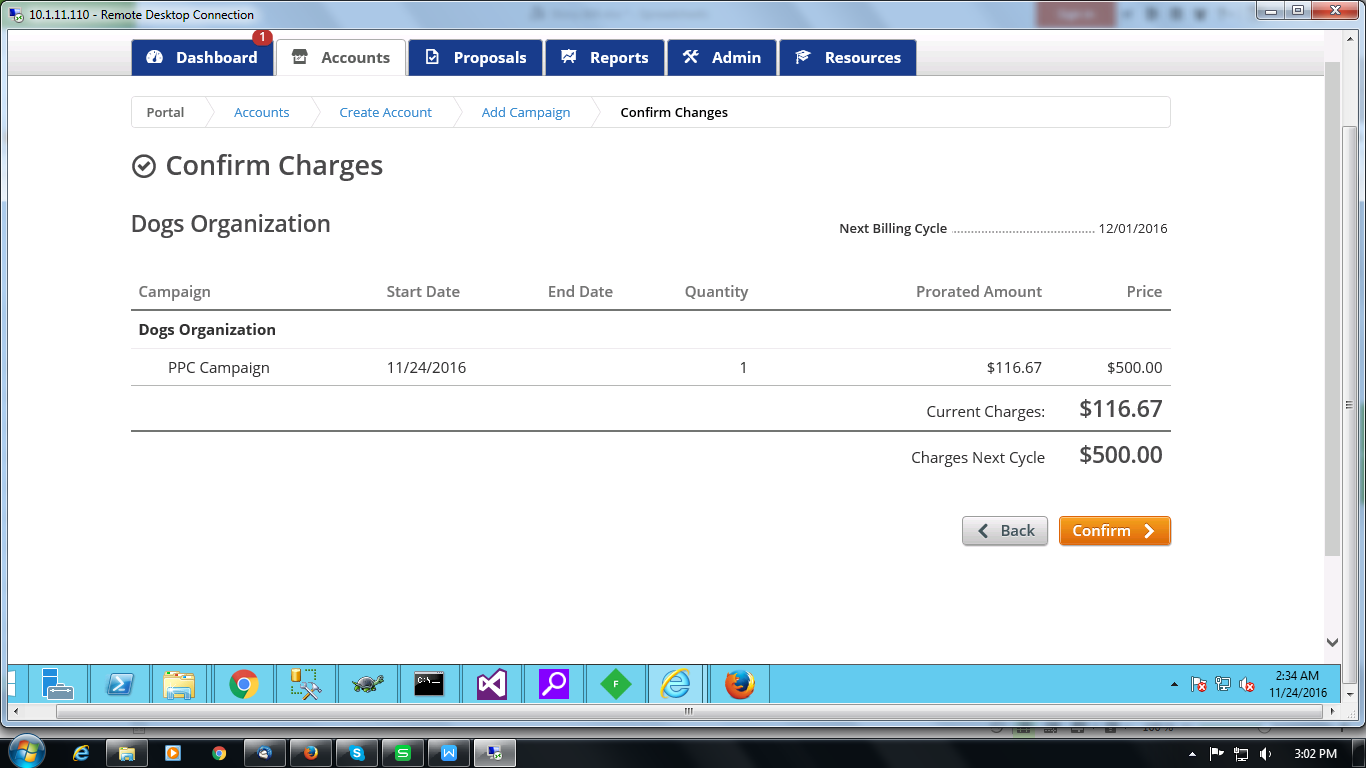 10.1.11.110 - Remote Desktop Connection
1
Dashboard Accounts Proposals Reports Admin Resources
Portal Accounts Create Account Add Campaign Confirm Changes
Confirm Charges
Dogs Organization
Next Billing Cycle ........................................... 12/01/2016
Campaign Start Date End Date Quantity Prorated Amount Price
Dogs Organization
PPC Campaign 11/24/2016 1 $116.67 $500.00
Current Charges: $116.67
Charges Next Cycle $500.00
Back Confirm
C:\_
F
2:34 AM
11/24/2016
S S W
3:02 PM